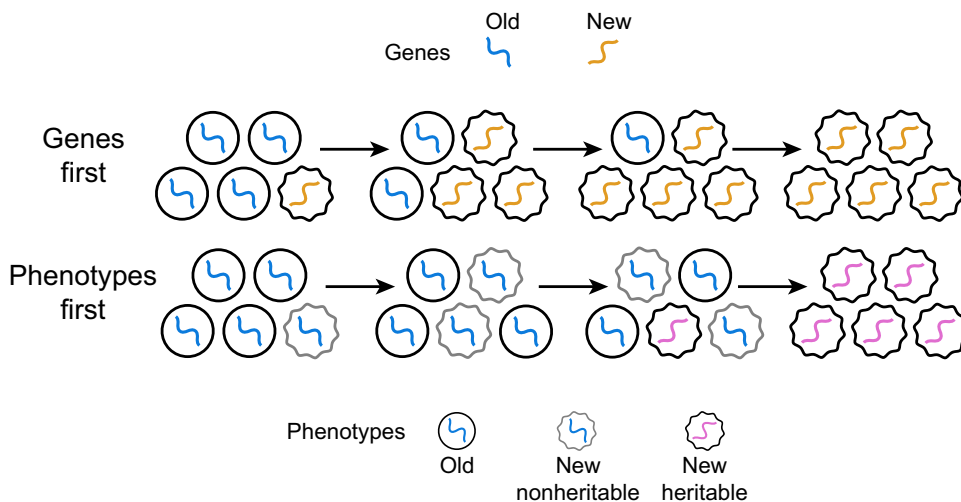 Old New
Genes
Genes
first
Phenotypes
first
Phenotypes
Old New New
nonheritable heritable